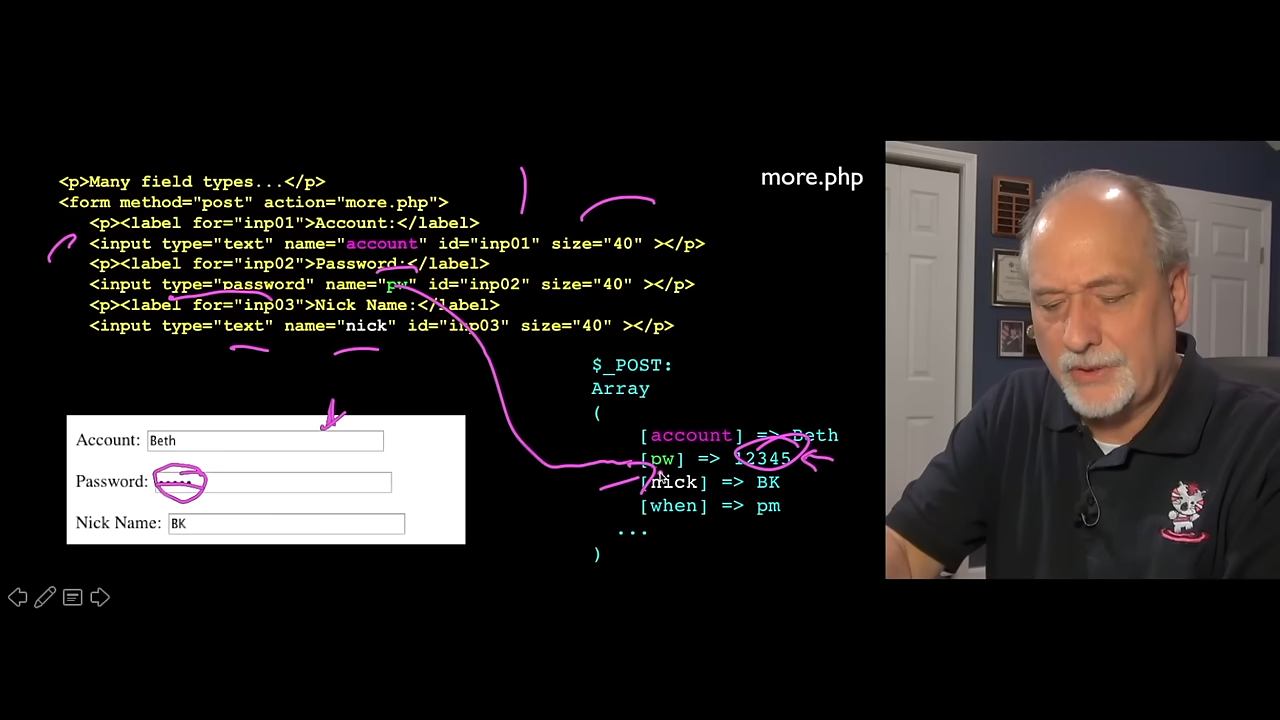 more.php
<p>Many field types...</p>
<form method="post" action="more.php">
<p><label for="inp01">Account:</label>
<input type="text" name="account" id="inp01" size="40" ></p>
<p><label for="inp02">Password:</label>
<input type="password" name="pw" id="inp02" size="40" ></p>
<p><label for="inp03">Nick Name:</label>
<input type="text" name="nick" id="inp03" size="40" ></p>
$_POST:
Array
(
[account] => Beth
[pw] => 12345
[nick] => BK
[when] => pm
...
)
Account: Beth
Password: •••••
Nick Name: BK